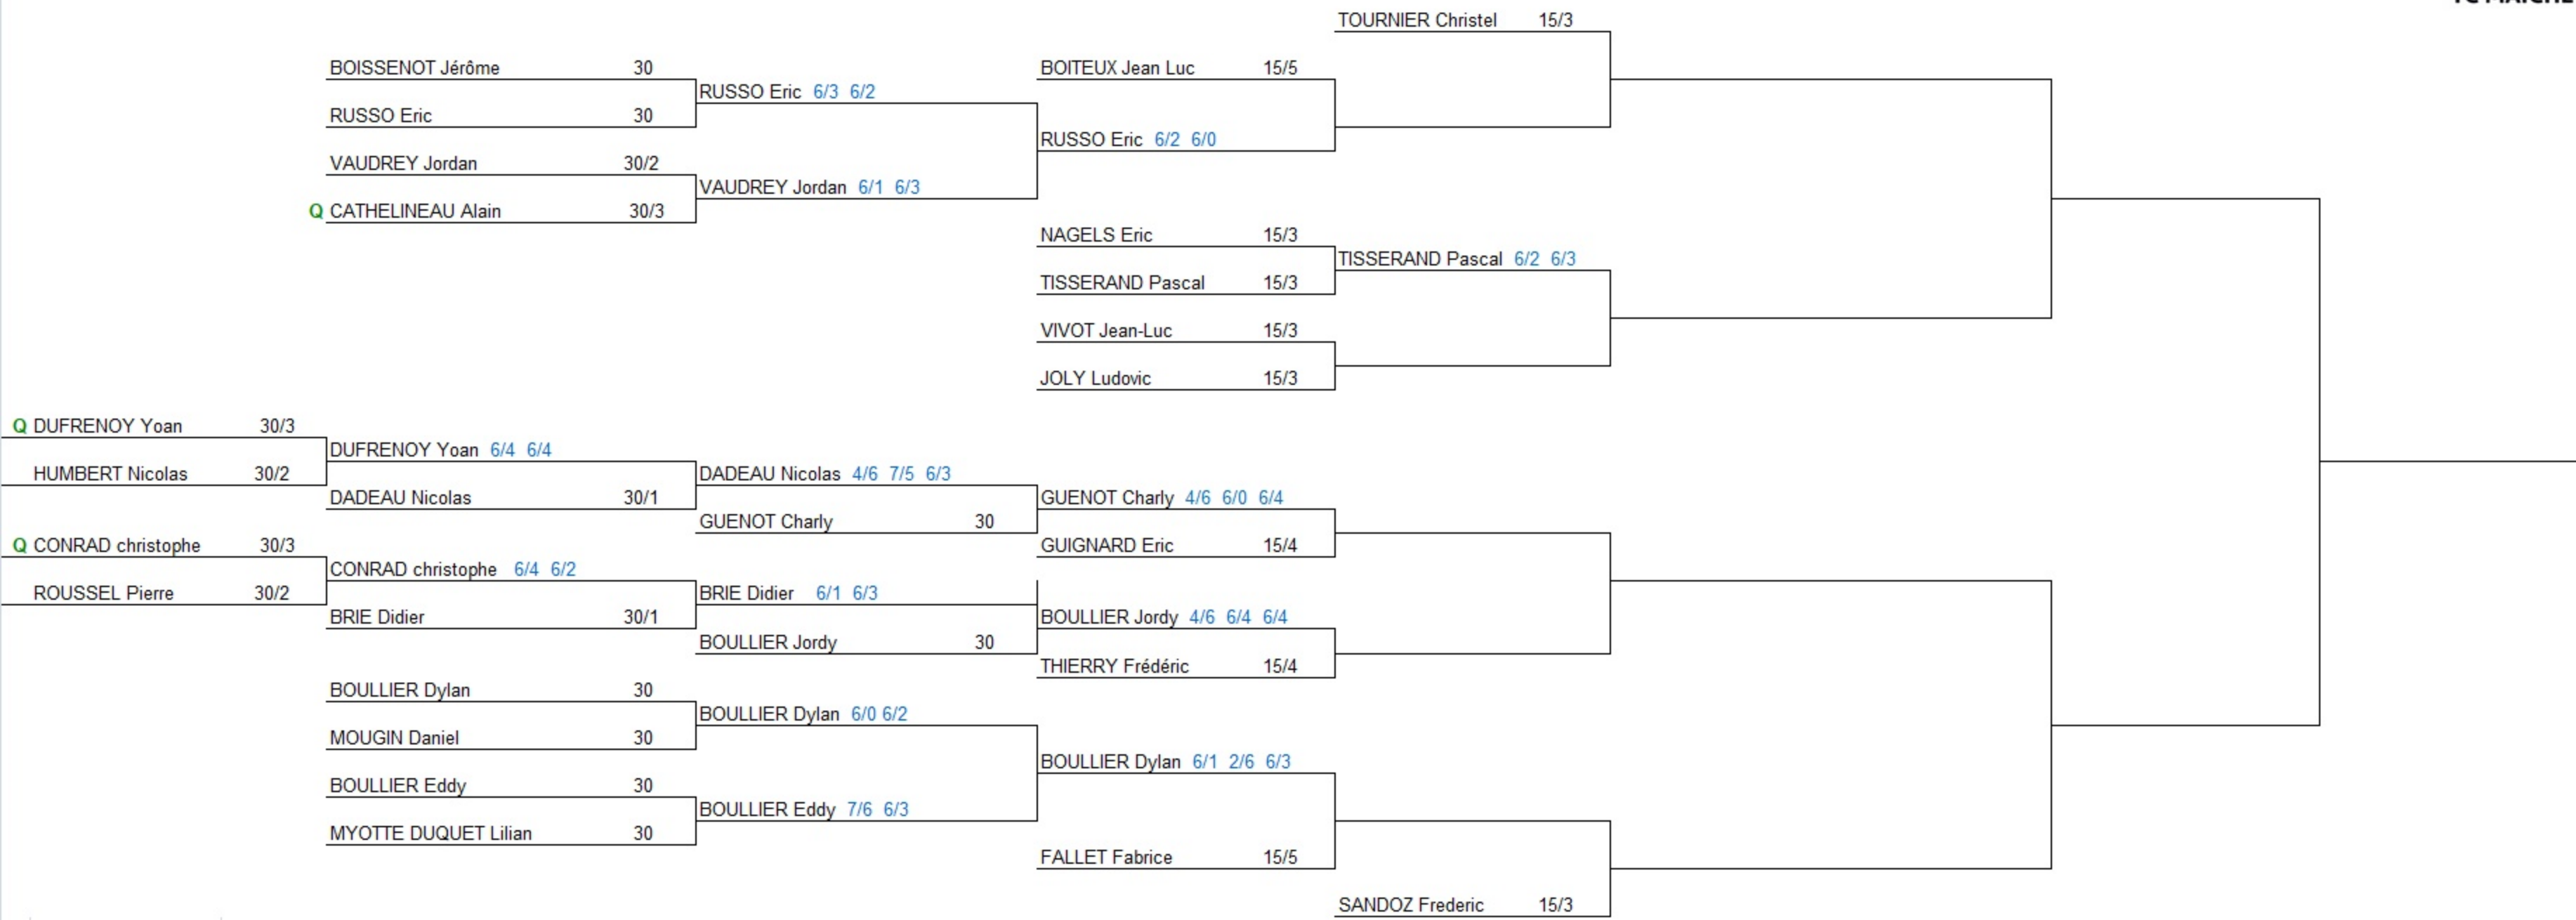 TOURNIER Christel 15/3
BOISSENOT Jérôme 30
BOITEUX Jean Luc 15/5
RUSSO Eric 6/3 6/2
RUSSO Eric 30
RUSSO Eric 6/2 6/0
VAUDREY Jordan 30/2
VAUDREY Jordan 6/1 6/3
Q CATHELINEAU Alain 30/3
NAGELS Eric 15/3
TISSERAND Pascal 6/2 6/3
TISSERAND Pascal 15/3
VIVOT Jean-Luc 15/3
JOLY Ludovic 15/3
Q DUFRENOY Yoan 30/3
DUFRENOY Yoan 6/4 6/4
HUMBERT Nicolas 30/2
DADEAU Nicolas 4/6 7/5 6/3
DADEAU Nicolas 30/1
GUENOT Charly 4/6 6/0 6/4
GUENOT Charly 30
Q CONRAD christophe 30/3
GUIGNARD Eric 15/4
CONRAD christophe 6/4 6/2
ROUSSEL Pierre 30/2
BRIE Didier 6/1 6/3
BRIE Didier 30/1
BOULLIER Jordy 4/6 6/4 6/4
BOULLIER Jordy 30
THIERRY Frédéric 15/4
BOULLIER Dylan 30
BOULLIER Dylan 6/0 6/2
MOUGIN Daniel 30
BOULLIER Dylan 6/1 2/6 6/3
BOULLIER Eddy 30
BOULLIER Eddy 7/6 6/3
MYOTTE DUQUET Lilian 30
FALLET Fabrice 15/5
SANDOZ Frederic 15/3